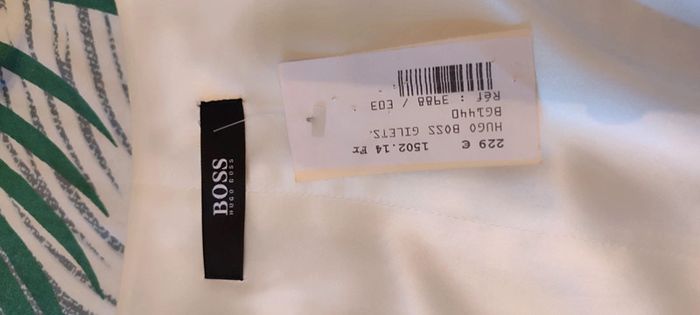 BOSS
HUGO BOSS
229 € 1502.14 Fr
HUGO BOSS GILETS.
BG1440
Réf : 3988 / E03